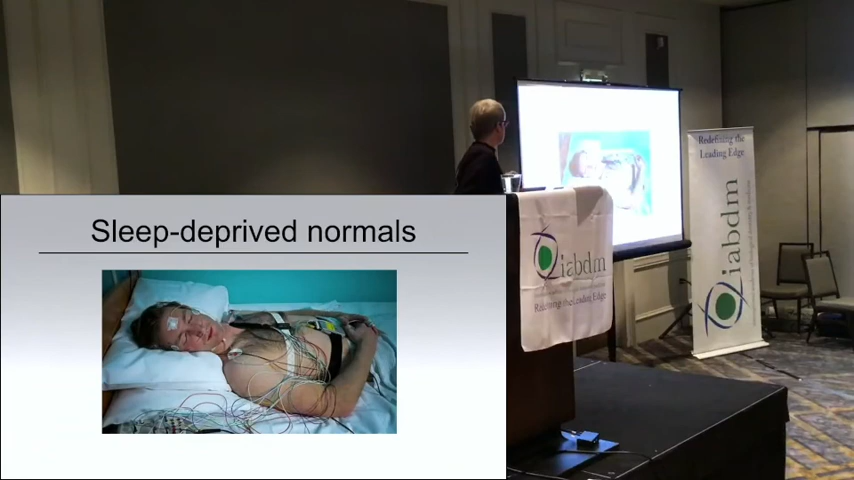 Sleep-deprived normals
iabdm
Redefining the Leading Edge
Redefining the
Leading Edge
iabdm